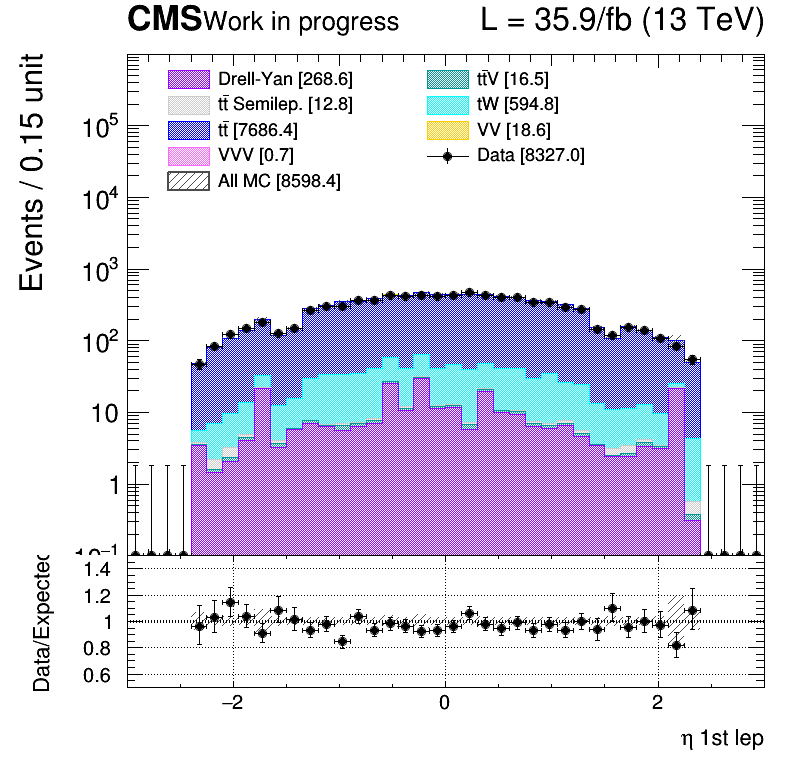 CMS Work in progress L = 35.9/fb (13 TeV)
Events / 0.15 unit
Drell-Yan [268.6]
tt̄ Semilep. [12.8]
tt̄ [7686.4]
VVV [0.7]
All MC [8598.4]
tt̄V [16.5]
tW [594.8]
VV [18.6]
Data [8327.0]
10⁵
10⁴
10³
10²
10
1
10⁻¹
Data/Expected
1.4
1.2
1
0.8
0.6
−2 0 2
η 1st lep